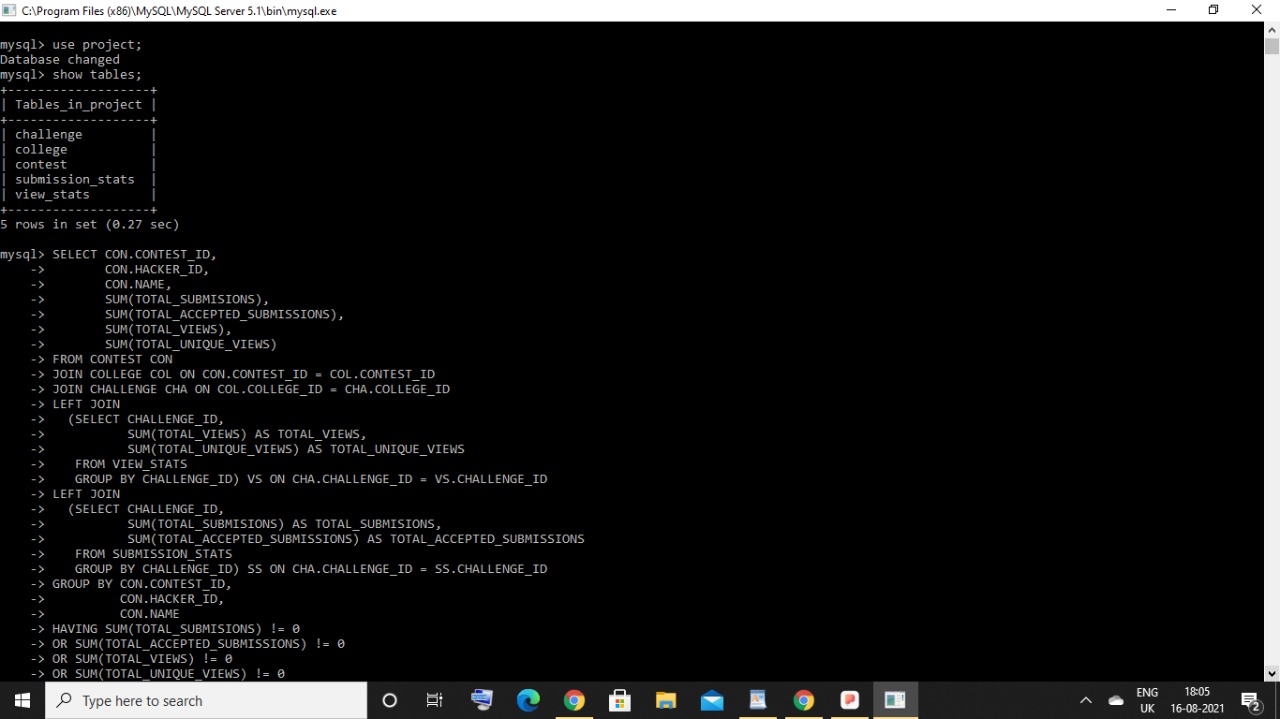 C:\Program Files (x86)\MySQL\MySQL Server 5.1\bin\mysql.exe
mysql> use project;
Database changed
mysql> show tables;
+-------------------+
| Tables_in_project |
+-------------------+
| challenge         |
| college           |
| contest           |
| submission_stats  |
| view_stats        |
+-------------------+
5 rows in set (0.27 sec)
mysql> SELECT CON.CONTEST_ID,
    ->        CON.HACKER_ID,
    ->        CON.NAME,
    ->        SUM(TOTAL_SUBMISIONS),
    ->        SUM(TOTAL_ACCEPTED_SUBMISSIONS),
    ->        SUM(TOTAL_VIEWS),
    ->        SUM(TOTAL_UNIQUE_VIEWS)
    -> FROM CONTEST CON
    -> JOIN COLLEGE COL ON CON.CONTEST_ID = COL.CONTEST_ID
    -> JOIN CHALLENGE CHA ON COL.COLLEGE_ID = CHA.COLLEGE_ID
    -> LEFT JOIN
    ->   (SELECT CHALLENGE_ID,
    ->           SUM(TOTAL_VIEWS) AS TOTAL_VIEWS,
    ->           SUM(TOTAL_UNIQUE_VIEWS) AS TOTAL_UNIQUE_VIEWS
    ->    FROM VIEW_STATS
    ->    GROUP BY CHALLENGE_ID) VS ON CHA.CHALLENGE_ID = VS.CHALLENGE_ID
    -> LEFT JOIN
    ->   (SELECT CHALLENGE_ID,
    ->           SUM(TOTAL_SUBMISIONS) AS TOTAL_SUBMISIONS,
    ->           SUM(TOTAL_ACCEPTED_SUBMISSIONS) AS TOTAL_ACCEPTED_SUBMISSIONS
    ->    FROM SUBMISSION_STATS
    ->    GROUP BY CHALLENGE_ID) SS ON CHA.CHALLENGE_ID = SS.CHALLENGE_ID
    -> GROUP BY CON.CONTEST_ID,
    ->          CON.HACKER_ID,
    ->          CON.NAME
    -> HAVING SUM(TOTAL_SUBMISIONS) != 0
    -> OR SUM(TOTAL_ACCEPTED_SUBMISSIONS) != 0
    -> OR SUM(TOTAL_VIEWS) != 0
    -> OR SUM(TOTAL_UNIQUE_VIEWS) != 0
Type here to search
ENG
UK
18:05
16-08-2021
2